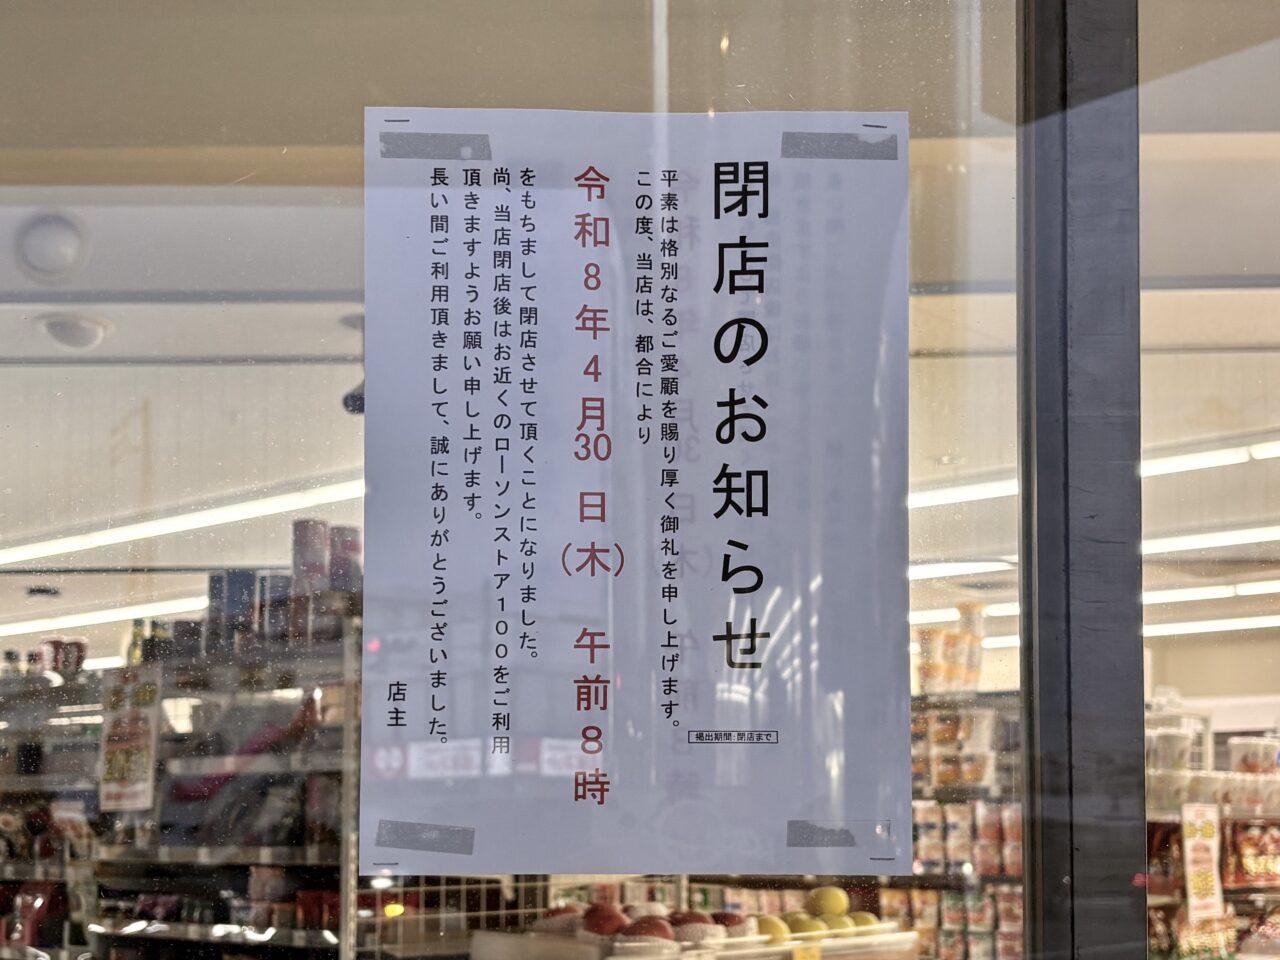 閉店のお知らせ
掲出期間：閉店まで
平素は格別なるご愛顧を賜り厚く御礼を申し上げます。
この度、当店は、都合により
令和８年４月30日（木）　午前８時
をもちまして閉店させて頂くことになりました。
尚、当店閉店後はお近くのローソンストア１００をご利用
頂きますようお願い申し上げます。
長い間ご利用頂きまして、誠にありがとうございました。
店主